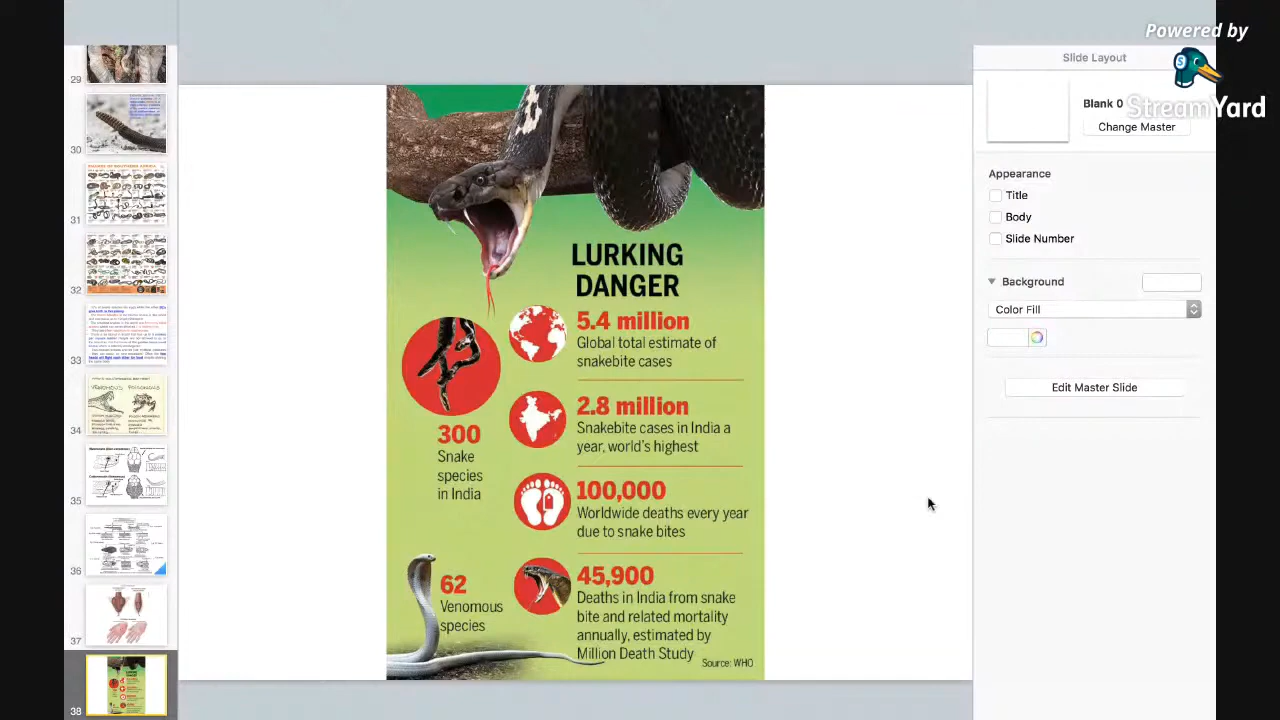 Powered by
StreamYard
29
30
31
32
33
34
VENOMOUS POISONOUS
35
36
37
38
LURKING
DANGER
5.4 million
Global total estimate of
snakebite cases
2.8 million
Snakebite cases in India a
year, world's highest
300
Snake
species
in India
100,000
Worldwide deaths every year
due to snake bites
62
Venomous
species
45,900
Deaths in India from snake
bite and related mortality
annually, estimated by
Million Death Study
Source: WHO
Slide Layout
Blank 0
Change Master
Appearance
Title
Body
Slide Number
Background
Color Fill
Edit Master Slide